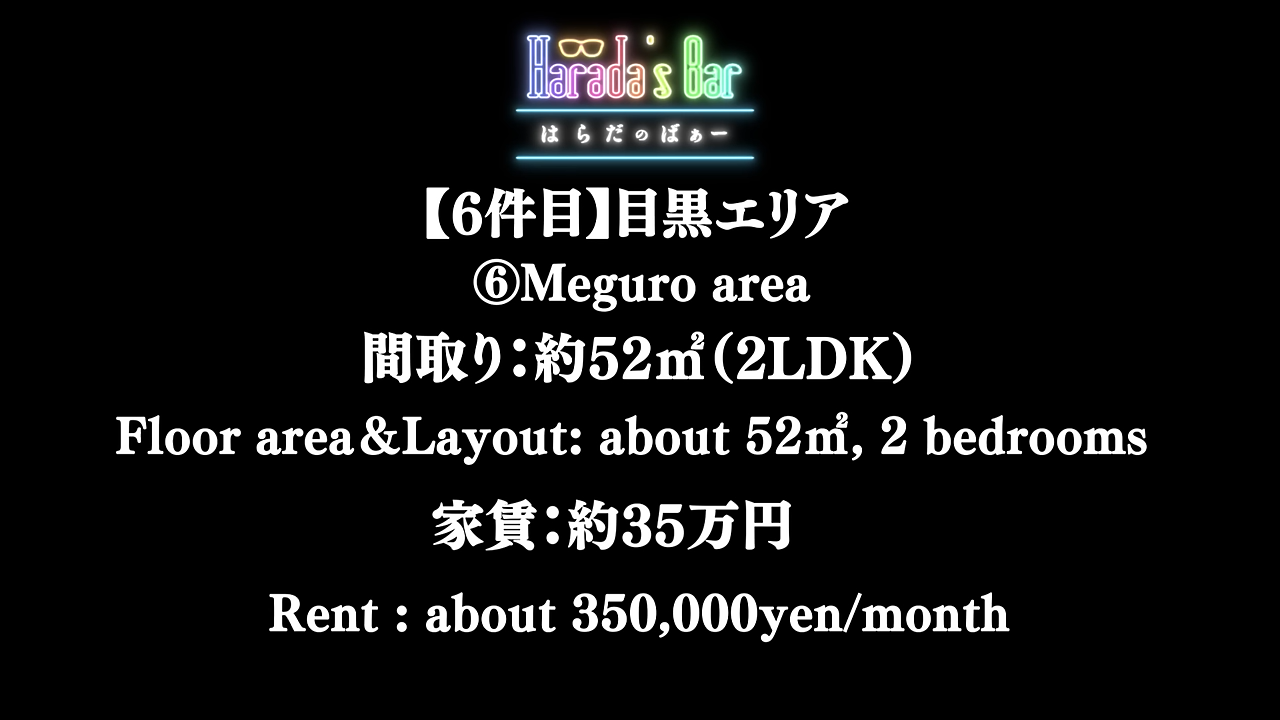 Harada's Bar
はらだのばぁー
【6件目】目黒エリア
⑥Meguro area
間取り：約52㎡（2LDK）
Floor area＆Layout: about 52㎡, 2 bedrooms
家賃：約35万円
Rent : about 350,000yen/month